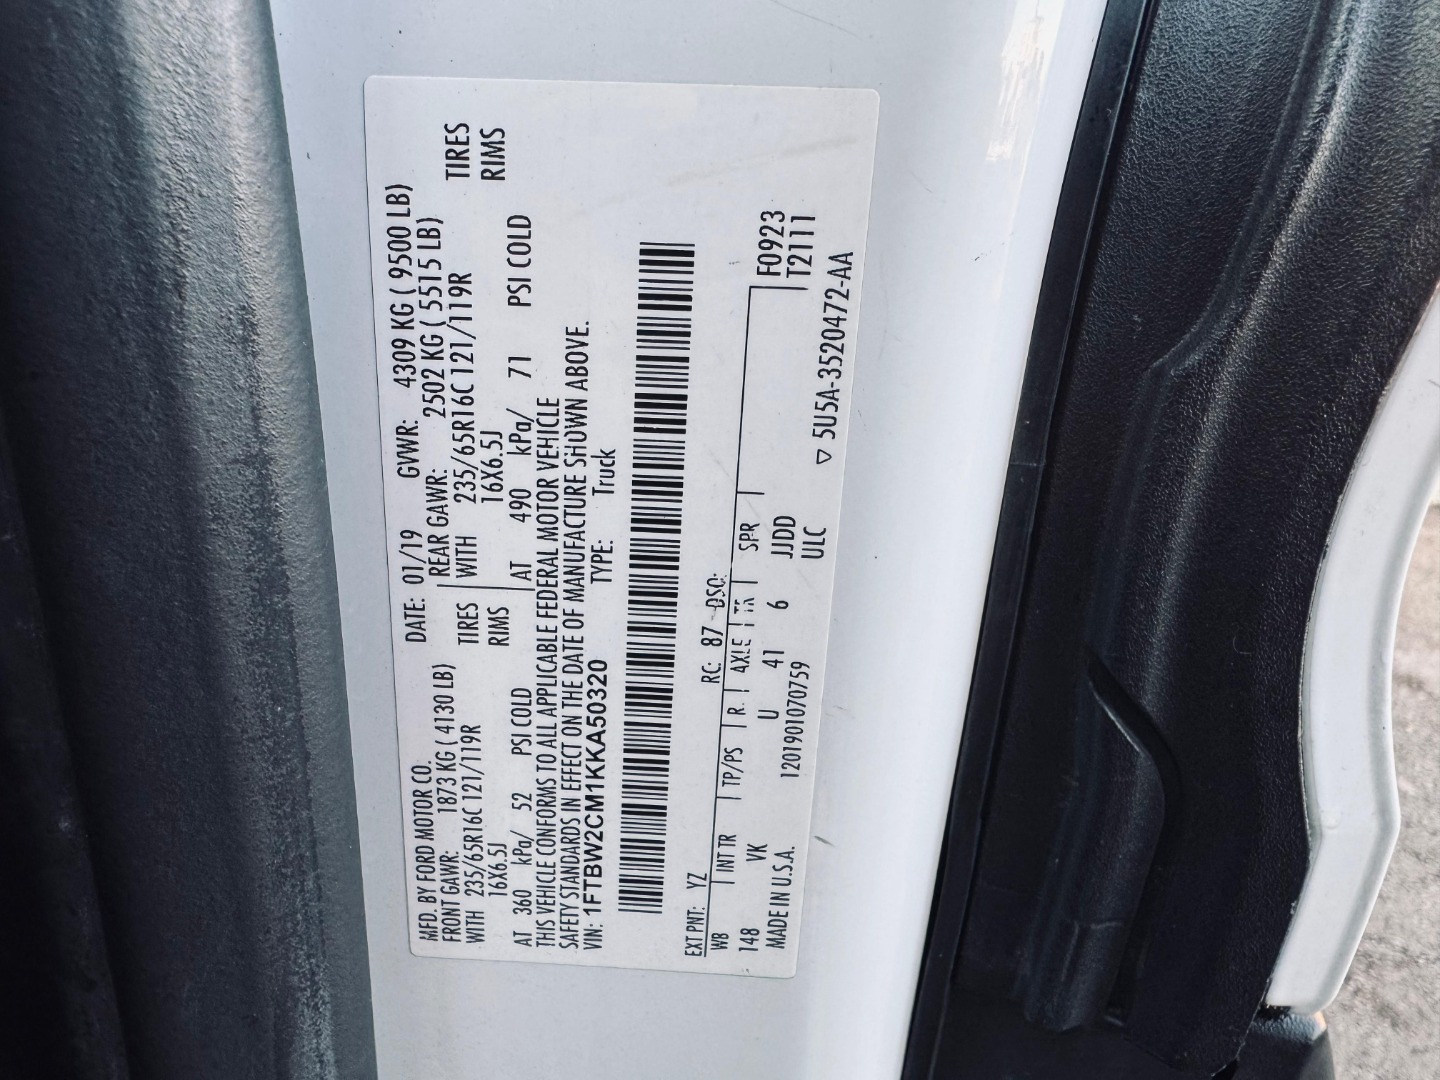 MFD. BY FORD MOTOR CO. DATE: 01/19 GVWR: 4309 KG ( 9500 LB)
FRONT GAWR: 1873 KG ( 4130 LB) REAR GAWR: 2502 KG ( 5515 LB)
WITH 235/65R16C 121/119R TIRES WITH 235/65R16C 121/119R TIRES
16X6.5J RIMS 16X6.5J RIMS
AT 360 kPa/ 52 PSI COLD AT 490 kPa/ 71 PSI COLD
THIS VEHICLE CONFORMS TO ALL APPLICABLE FEDERAL MOTOR VEHICLE
SAFETY STANDARDS IN EFFECT ON THE DATE OF MANUFACTURE SHOWN ABOVE.
VIN: 1FTBW2CM1KKA50320 TYPE: Truck
EXT PNT: YZ RC: 87 DSO:
WB INT TR TP/PS R. AXLE TR SPR F0923
148 VK U 41 6 JJDD T2111
MADE IN U.S.A. 120190107075​9 ULC
▽ 5U5A-3520472-AA